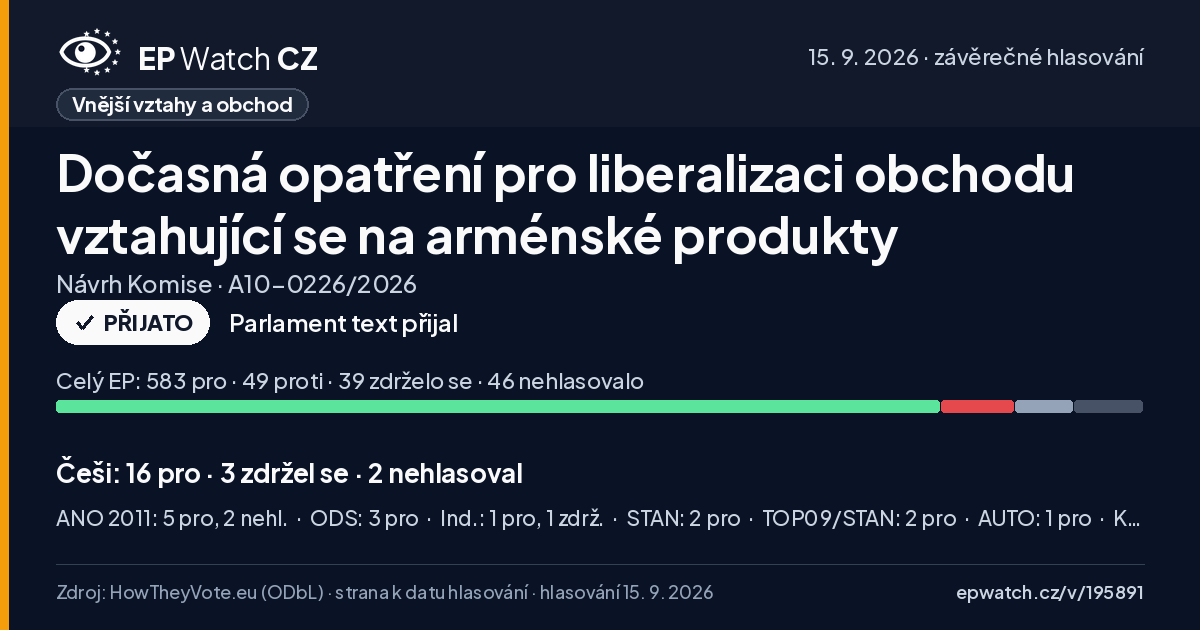 EP Watch CZ
15. 9. 2026 · závěrečné hlasování
Vnější vztahy a obchod
Dočasná opatření pro liberalizaci obchodu
vztahující se na arménské produkty
Návrh Komise · A10–0226/2026
✓ PŘIJATO Parlament text přijal
Celý EP: 583 pro · 49 proti · 39 zdrželo se · 46 nehlasovalo
Češi: 16 pro · 3 zdržel se · 2 nehlasoval
ANO 2011: 5 pro, 2 nehl. · ODS: 3 pro · Ind.: 1 pro, 1 zdrž. · STAN: 2 pro · TOP09/STAN: 2 pro · AUTO: 1 pro · K…
Zdroj: HowTheyVote.eu (ODbL) · strana k datu hlasování · hlasování 15. 9. 2026
epwatch.cz/v/195891